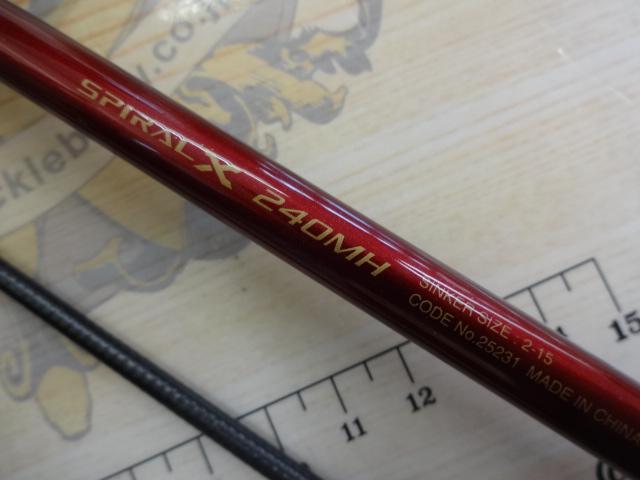 SPIRAL X 240MH
SINKER SIZE : 2-15
CODE No.25231 MADE IN CHINA
11
12
15